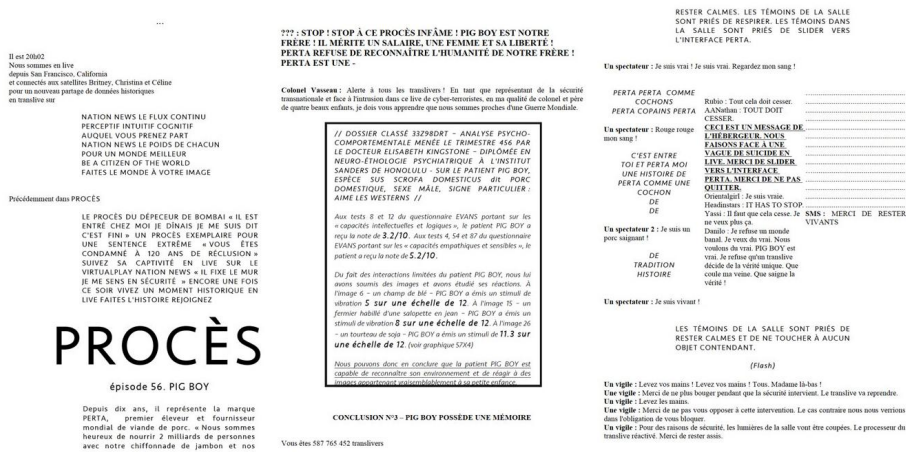 ...
Il est 20h02
Nous sommes en live
depuis San Francisco, California
et connectés aux satellites Britney, Christina et Céline
pour un nouveau partage de données historiques
en translive sur
NATION NEWS LE FLUX CONTINU
PERCEPTIF INTUITIF COGNITIF
AUQUEL VOUS PRENEZ PART
NATION NEWS LE POIDS DE CHACUN
POUR UN MONDE MEILLEUR
BE A CITIZEN OF THE WORLD
FAITES LE MONDE À VOTRE IMAGE
Précédemment dans PROCÈS
LE PROCÈS DU DÉPECEUR DE BOMBAI « IL EST
ENTRÉ CHEZ MOI JE DÎNAIS JE ME SUIS DIT
C'EST FINI » UN PROCÈS EXEMPLAIRE POUR
UNE SENTENCE EXTRÊME « VOUS ÊTES
CONDAMNÉ À 120 ANS DE RÉCLUSION »
SUIVEZ SA CAPTIVITÉ EN LIVE SUR LE
VIRTUALPLAY NATION NEWS « IL FIXE LE MUR
JE ME SENS EN SÉCURITÉ » ENCORE UNE FOIS
CE SOIR VIVEZ UN MOMENT HISTORIQUE EN
LIVE FAITES L'HISTOIRE REJOIGNEZ
PROCÈS
épisode 56. PIG BOY
Depuis dix ans, il représente la marque
PERTA, premier éleveur et fournisseur
mondial de viande de porc. « Nous sommes
heureux de nourrir 2 milliards de personnes
avec notre chiffonnade de jambon et nos
??? : STOP ! STOP À CE PROCÈS INFÂME ! PIG BOY EST NOTRE
FRÈRE ! IL MÉRITE UN SALAIRE, UNE FEMME ET SA LIBERTÉ !
PERTA REFUSE DE RECONNAÎTRE L'HUMANITÉ DE NOTRE FRÈRE !
PERTA EST UNE -
Colonel Vasseau : Alerte à tous les translivers ! En tant que représentant de la sécurité
transnationale et face à l'intrusion dans ce live de cyber-terroristes, en ma qualité de colonel et père
de quatre beaux enfants, je dois vous apprendre que nous sommes proches d'une Guerre Mondiale.
// DOSSIER CLASSÉ 33Z98DRT – ANALYSE PSYCHO-
COMPORTEMENTALE MENÉE LE TRIMESTRE 456 PAR
LE DOCTEUR ELISABETH KINGSTONE – DIPLÔMÉE EN
NEURO-ÉTHOLOGIE PSYCHIATRIQUE À L'INSTITUT
SANDERS DE HONOLULU - SUR LE PATIENT PIG BOY,
ESPÈCE SUS SCROFA DOMESTICUS dit PORC
DOMESTIQUE, SEXE MÂLE, SIGNE PARTICULIER :
AIME LES WESTERNS //
Aux tests 8 et 12 du questionnaire EVANS portant sur les
« capacités intellectuelles et logiques », le patient PIG BOY a
reçu la note de 3.2/10. Aux tests 4, 54 et 87 du questionnaire
EVANS portant sur les « capacités empathiques et sensibles », le
patient a reçu la note de 5.2/10.
Du fait des interactions limitées du patient PIG BOY, nous lui
avons soumis des images et avons étudié ses réactions. À
l'image 6 – un champ de blé – PIG BOY a émis un stimuli de
vibration 5 sur une échelle de 12. À l'image 15 – un
fermier habillé d'une salopette en jean – PIG BOY a émis un
stimuli de vibration 8 sur une échelle de 12. À l'image 26
– un tourteau de soja – PIG BOY a émis un stimuli de 11.3 sur
une échelle de 12. (voir graphique 57X4)
Nous pouvons donc en conclure que la patient PIG BOY est
capable de reconnaître son environnement et de réagir à des
images appartenant vraisemblablement à sa petite enfance.
CONCLUSION N°3 – PIG BOY POSSÈDE UNE MÉMOIRE
Vous êtes 587 765 452 translivers
RESTER CALMES. LES TÉMOINS DE LA SALLE
SONT PRIÉS DE RESPIRER. LES TÉMOINS DANS
LA SALLE SONT PRIÉS DE SLIDER VERS
L'INTERFACE PERTA.
Un spectateur : Je suis vrai ! Je suis vrai. Regardez mon sang !
PERTA PERTA COMME
COCHONS
PERTA COPAINS PERTA
Un spectateur : Rouge rouge
mon sang !
C'EST ENTRE
TOI ET PERTA MOI
UNE HISTOIRE DE
PERTA COMME UNE
COCHON
DE
DE
Un spectateur 2 : Je suis un
porc saignant !
DE
TRADITION
HISTOIRE
Rubio : Tout cela doit cesser.
AANathan : TOUT DOIT
CESSER.
CECI EST UN MESSAGE DE
L'HÉBERGEUR. NOUS
FAISONS FACE À UNE
VAGUE DE SUICIDE EN
LIVE. MERCI DE SLIDER
VERS L'INTERFACE
PERTA. MERCI DE NE PAS
QUITTER.
Orientalgirl : Je suis vraie.
Headinstars : IT HAS TO STOP.
Yassi : Il faut que cela cesse. Je
ne veux plus ça.
Danilo : Je refuse un monde
banal. Je veux du vrai. Nous
voulons du vrai. PIG BOY est
vrai. Je refuse qu'un translive
décide de la vérité unique. Que
coule ma veine. Que saigne la
vérité !
SMS : MERCI DE RESTER
VIVANTS
Un spectateur : Je suis vivant !
LES TÉMOINS DE LA SALLE SONT PRIÉS DE
RESTER CALMES ET DE NE TOUCHER À AUCUN
OBJET CONTENDANT.
(Flash)
Un vigile : Levez vos mains ! Levez vos mains ! Tous. Madame là-bas !
Une vigile : Merci de ne plus bouger pendant que la sécurité intervient. Le translive va reprendre.
Un vigile : Levez les mains.
Une vigile : Merci de ne pas vous opposer à cette intervention. Le cas contraire nous nous verrions
dans l'obligation de vous bloquer.
Un vigile : Pour des raisons de sécurité, les lumières de la salle vont être coupées. Le processeur du
translive réactivé. Merci de rester assis.